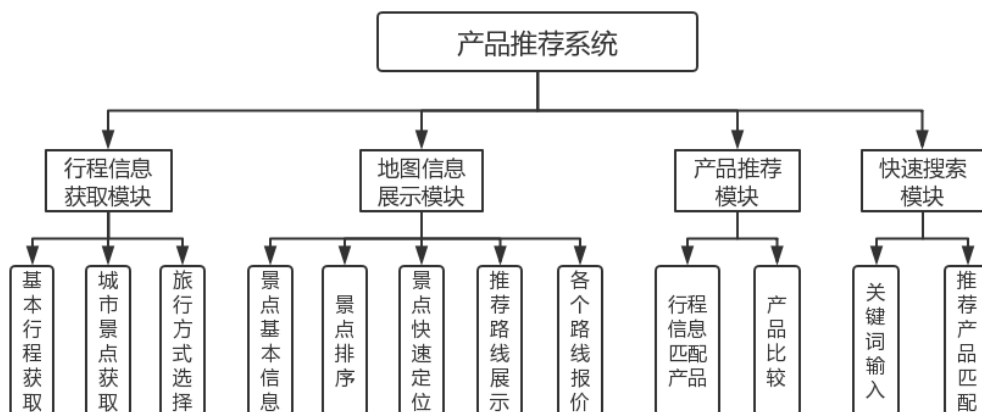 产品推荐系统
行程信息
获取模块
地图信息
展示模块
产品推荐
模块
快速搜索
模块
基本行程获取
城市景点获取
旅行方式选择
景点基本信息
景点排序
景点快速定位
推荐路线展示
各个路线报价
行程
信息
匹配
产品
产品比较
关键词输入
推荐产品匹配